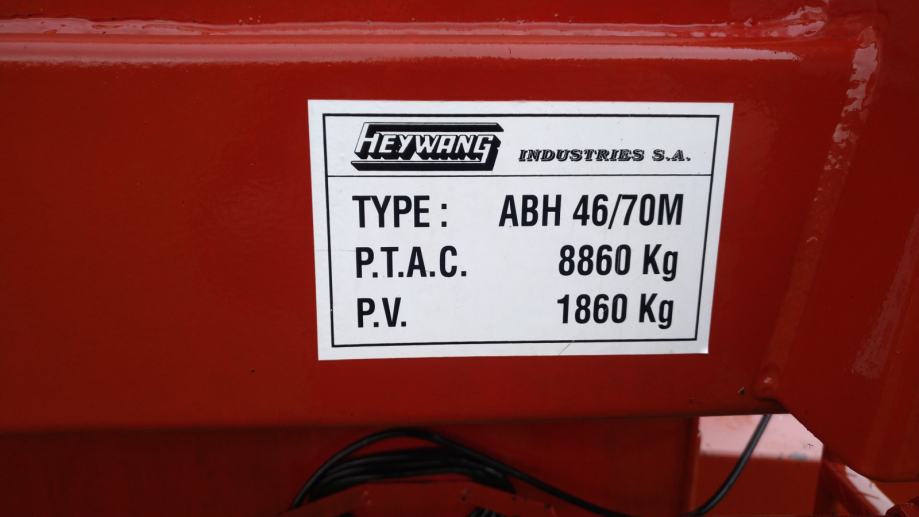 HEYWANG INDUSTRIES S.A.
TYPE : ABH 46/70M
P.T.A.C. 8860 Kg
P.V. 1860 Kg